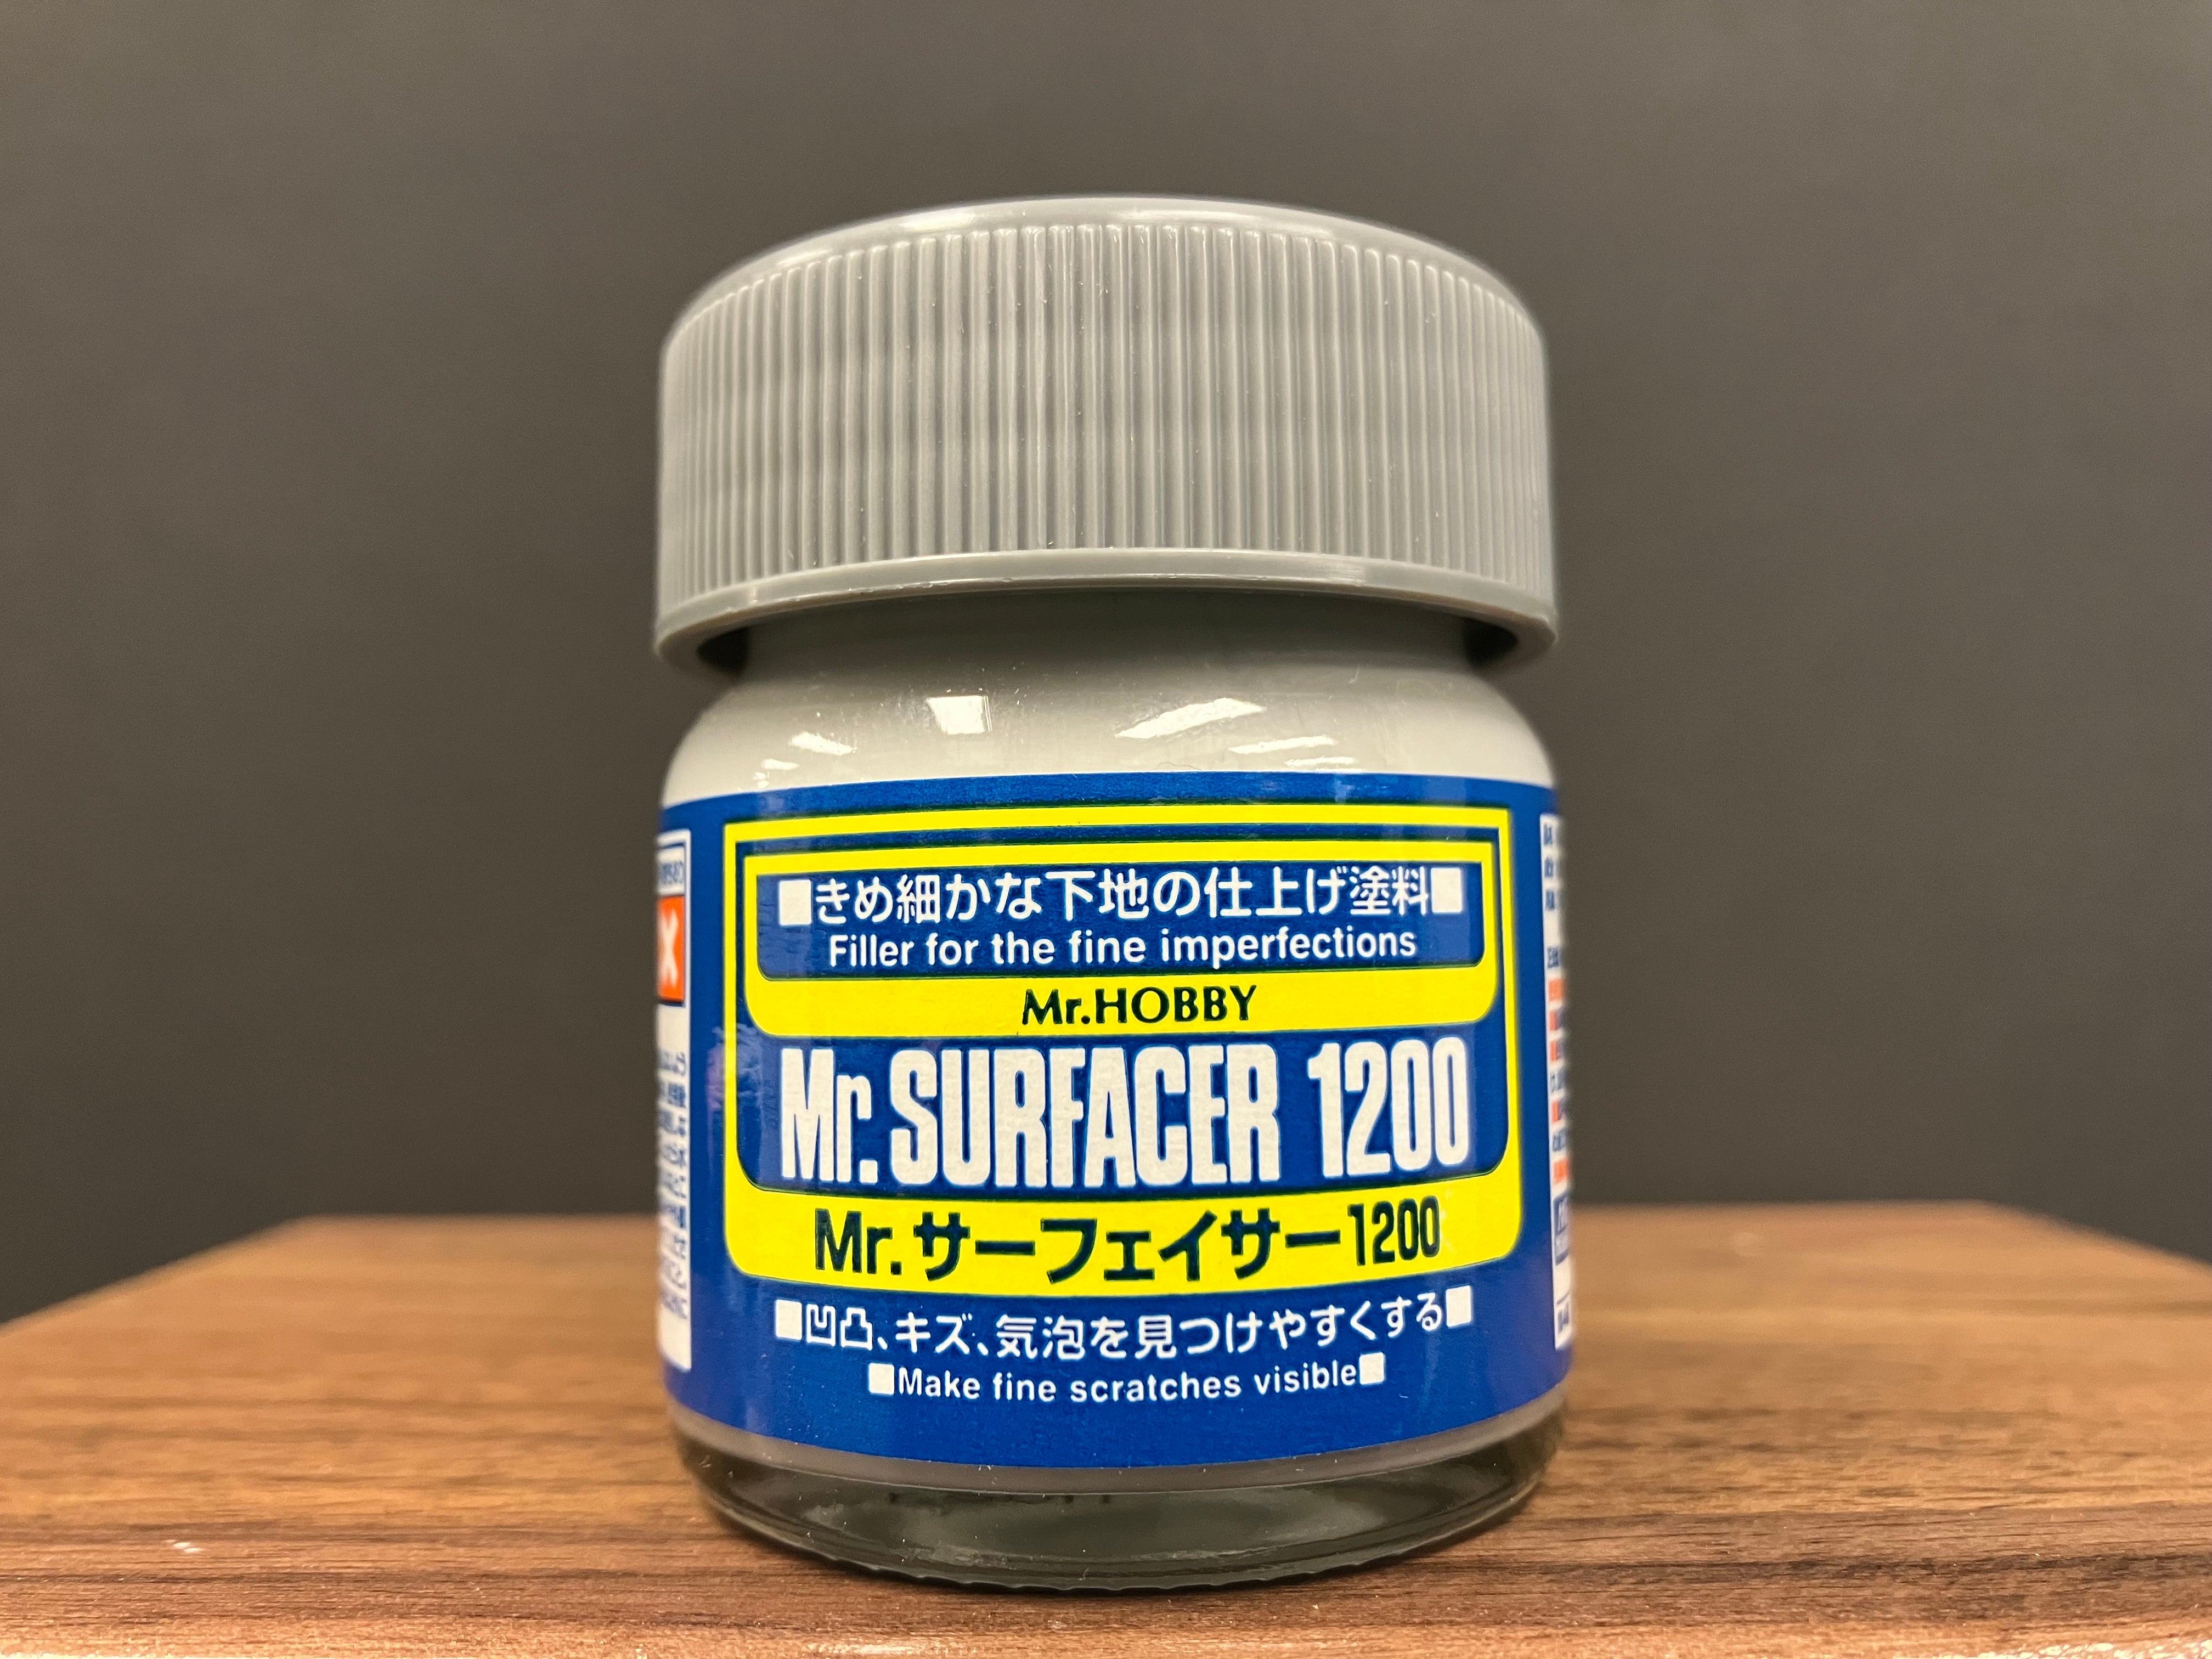 ■きめ細かな下地の仕上げ塗料■
Filler for the fine imperfections
Mr.HOBBY
Mr.SURFACER 1200
Mr.サーフェイサー1200
■凹凸、キズ、気泡を見つけやすくする■
■Make fine scratches visible■